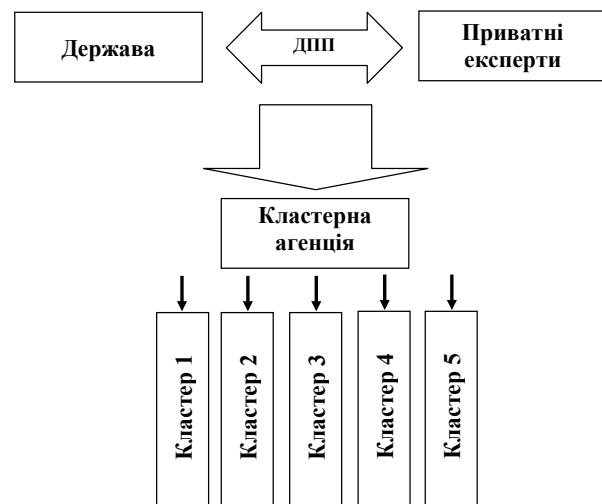 Держава
ДПП
Приватні
експерти
Кластерна
агенція
Кластер 1
Кластер 2
Кластер 3
Кластер 4
Кластер 5